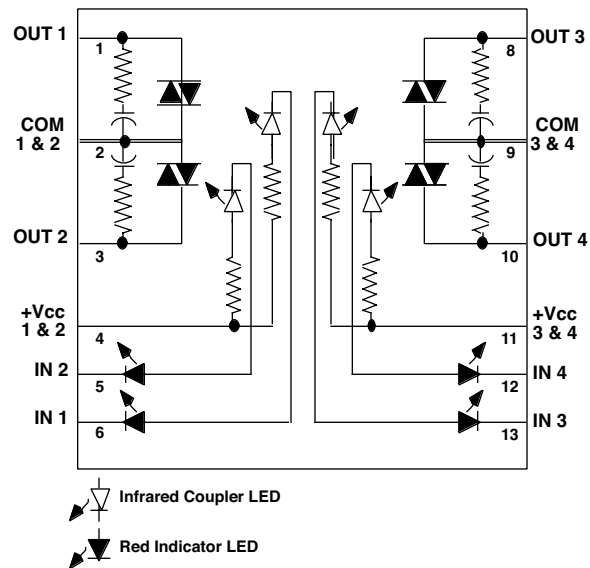 OUT 1
1
8
OUT 3
COM
1 & 2
2
9
COM
3 & 4
OUT 2
3
10
OUT 4
+Vcc
1 & 2
4
11
+Vcc
3 & 4
IN 2
5
12
IN 4
IN 1
6
13
IN 3
Infrared Coupler LED
Red Indicator LED